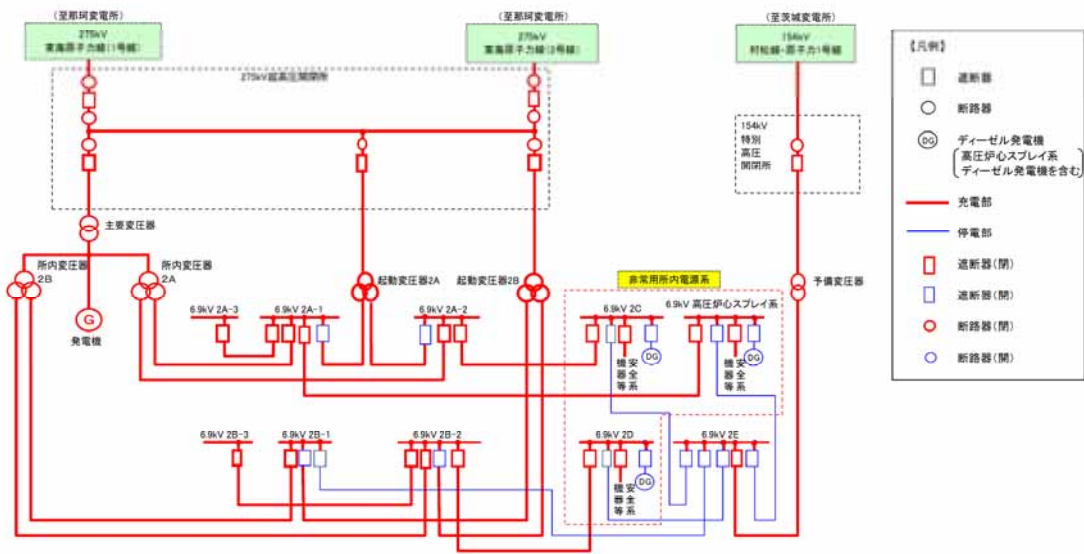 (至那珂変電所)
275kV
東海原子力線(1号線)
(至那珂変電所)
275kV
東海原子力線(2号線)
(至茨城変電所)
154kV
村松線・原子力1号線
275kV超高圧開閉所
154kV
特別
高圧
開閉所
主要変圧器
所内変圧器
2B
所内変圧器
2A
G
発電機
起動変圧器2A
起動変圧器2B
予備変圧器
非常用所内電源系
6.9kV 2A-3
6.9kV 2A-1
6.9kV 2A-2
6.9kV 2C
6.9kV 高圧炉心スプレイ系
安全系
機器等
DG
安全系
機器等
DG
6.9kV 2B-3
6.9kV 2B-1
6.9kV 2B-2
6.9kV 2D
6.9kV 2E
安全系
機器等
DG
【凡例】
遮断器
断路器
DG
ディーゼル発電機
高圧炉心スプレイ系
ディーゼル発電機を含む
充電部
停電部
遮断器(閉)
遮断器(開)
断路器(閉)
断路器(開)